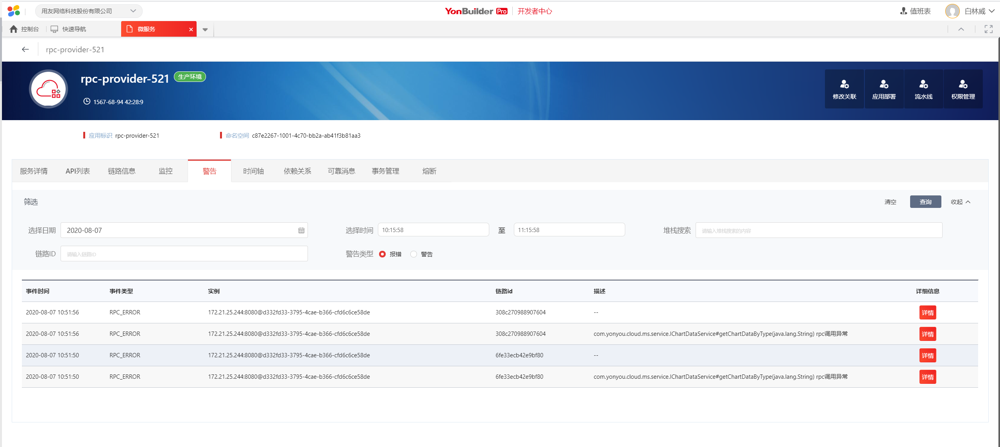 用友网络科技股份有限公司
YonBuilder Pro 开发者中心
值班表
白林威
控制台
快速导航
微服务
rpc-provider-521
rpc-provider-521 生产环境
1567-68-94 42:28:9
修改关联
应用部署
流水线
权限管理
应用标识 rpc-provider-521
命名空间 c87e2267-1001-4c70-bb2a-ab41f3b81aa3
服务详情 API列表 链路信息 监控 警告 时间轴 依赖关系 可靠消息 事务管理 熔断
筛选
清空 查询 收起
选择日期 2020-08-07
选择时间 10:15:58 至 11:15:58
堆栈搜索 请输入堆栈搜索的内容
链路ID 请输入链路ID
警告类型 报错 警告
事件时间 事件类型 实例 链路id 描述 详细信息
2020-08-07 10:51:56 RPC_ERROR 172.21.25.244:8080@d332fd33-3795-4cae-b366-cfd6c6ce58de 308c270988907604 -- 详情
2020-08-07 10:51:56 RPC_ERROR 172.21.25.244:8080@d332fd33-3795-4cae-b366-cfd6c6ce58de 308c270988907604 com.yonyou.cloud.ms.service.IChartDataService#getChartDataByType(java.lang.String) rpc调用异常 详情
2020-08-07 10:51:50 RPC_ERROR 172.21.25.244:8080@d332fd33-3795-4cae-b366-cfd6c6ce58de 6fe33ecb42e9bf80 -- 详情
2020-08-07 10:51:50 RPC_ERROR 172.21.25.244:8080@d332fd33-3795-4cae-b366-cfd6c6ce58de 6fe33ecb42e9bf80 com.yonyou.cloud.ms.service.IChartDataService#getChartDataByType(java.lang.String) rpc调用异常 详情